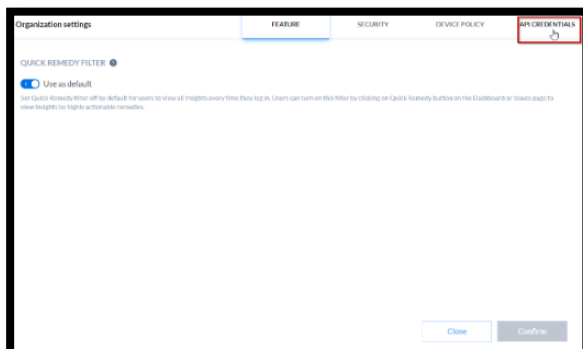 Organization settings
FEATURE
SECURITY
DEVICE POLICY
API CREDENTIALS
QUICK REMEDY FILTER
Use as default
Set Quick Remedy filter off by default for users to view all insights every time they log in. Users can turn on this filter by clicking on Quick Remedy button on the Dashboard or Issues page to
view insights for highly actionable remedies.
Close
Confirm